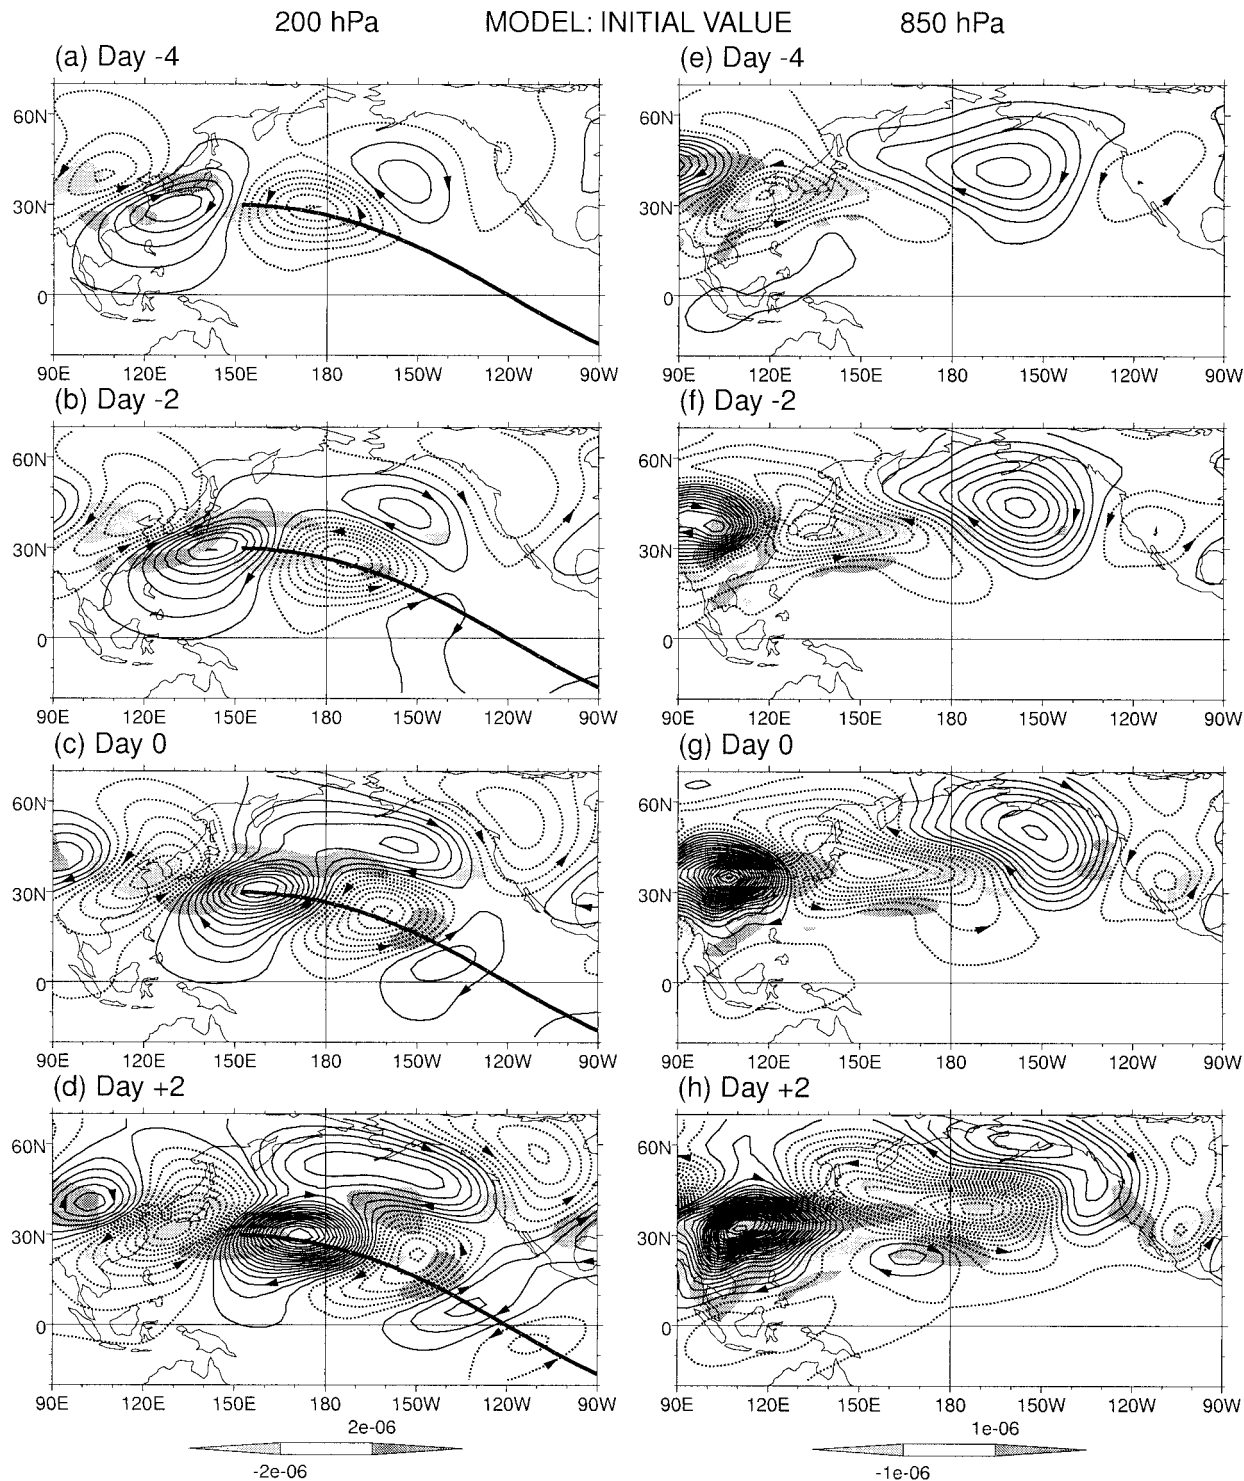 200 hPa MODEL: INITIAL VALUE 850 hPa
(a) Day -4 (e) Day -4
60N 60N
30N 30N
0 0
90E 120E 150E 180 150W 120W 90W 90E 120E 150E 180 150W 120W 90W
(b) Day -2 (f) Day -2
60N 60N
30N 30N
0 0
90E 120E 150E 180 150W 120W 90W 90E 120E 150E 180 150W 120W 90W
(c) Day 0 (g) Day 0
60N 60N
30N 30N
0 0
90E 120E 150E 180 150W 120W 90W 90E 120E 150E 180 150W 120W 90W
(d) Day +2 (h) Day +2
60N 60N
30N 30N
0 0
90E 120E 150E 180 150W 120W 90W 90E 120E 150E 180 150W 120W 90W
2e-06 1e-06
-2e-06 -1e-06